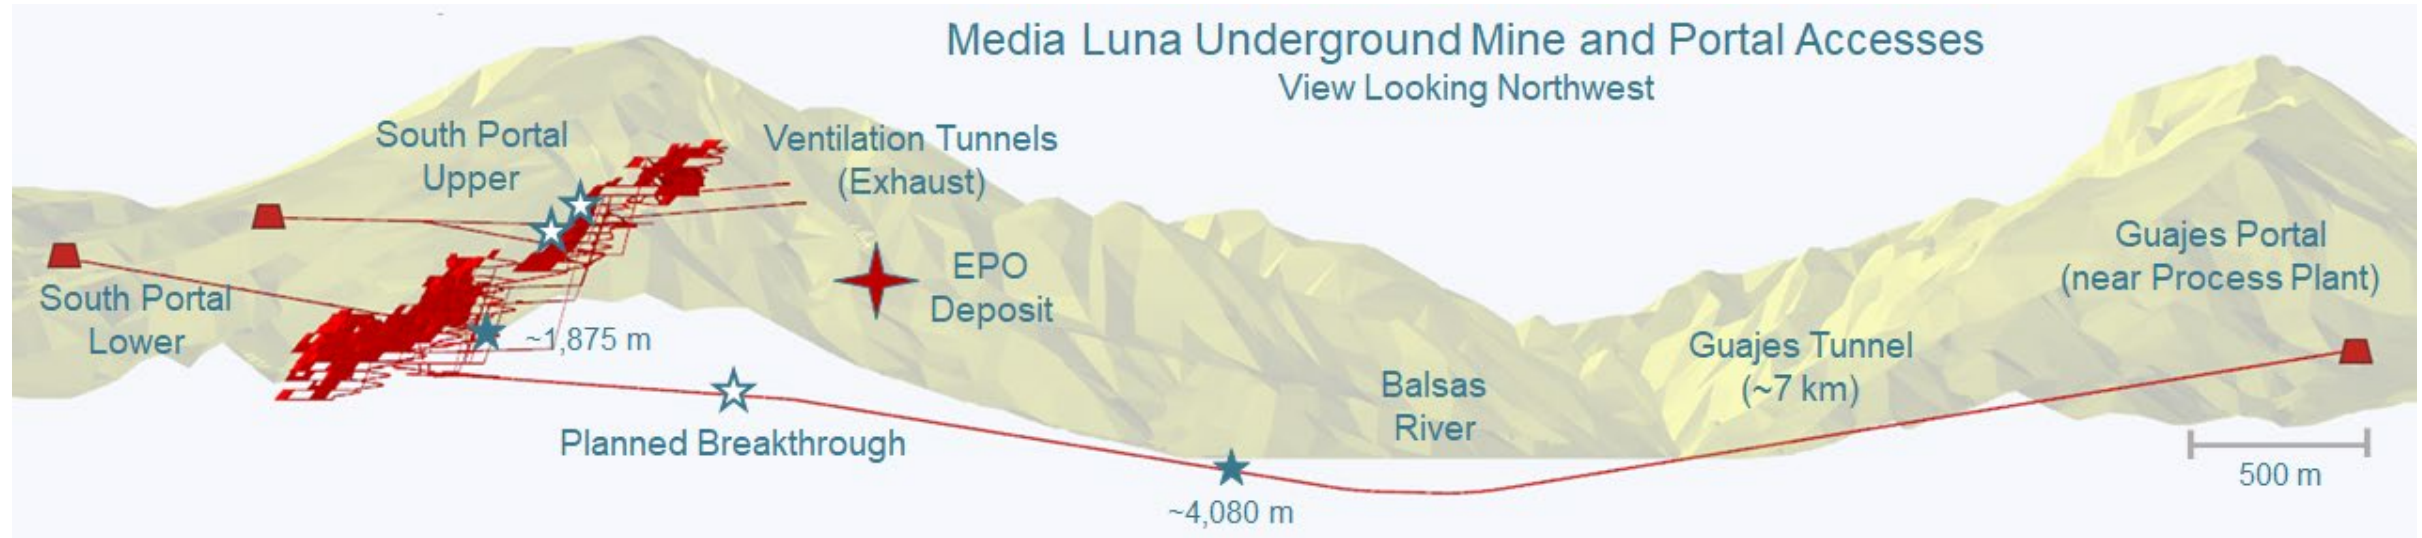 Media Luna Underground Mine and Portal Accesses
View Looking Northwest
South Portal
Upper
Ventilation Tunnels
(Exhaust)
South Portal
Lower
~1,875 m
EPO
Deposit
Planned Breakthrough
~4,080 m
Balsas
River
Guajes Tunnel
(~7 km)
Guajes Portal
(near Process Plant)
500 m